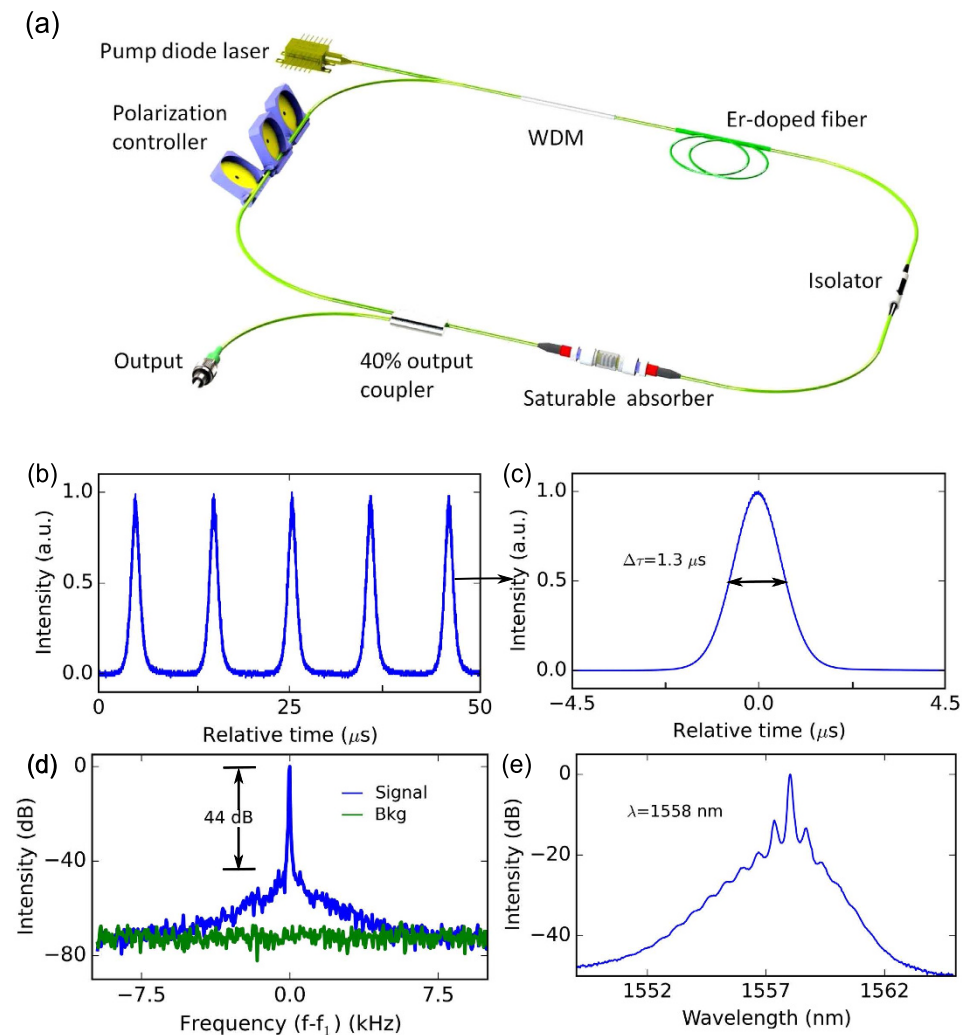 (a)
Pump diode laser
Polarization
controller
WDM
Er-doped fiber
Isolator
Output
40% output
coupler
Saturable absorber
(b)
Intensity (a.u.)
1.0
0.5
0.0
0
25
50
Relative time (μs)
(c)
Intensity (a.u.)
1.0
0.5
0.0
Δτ=1.3 μs
−4.5
0.0
4.5
Relative time (μs)
(d)
Intensity (dB)
0
−40
−80
44 dB
Signal
Bkg
−7.5
0.0
7.5
Frequency (f-f₁) (kHz)
(e)
Intensity (dB)
0
−20
−40
λ=1558 nm
1552
1557
1562
Wavelength (nm)